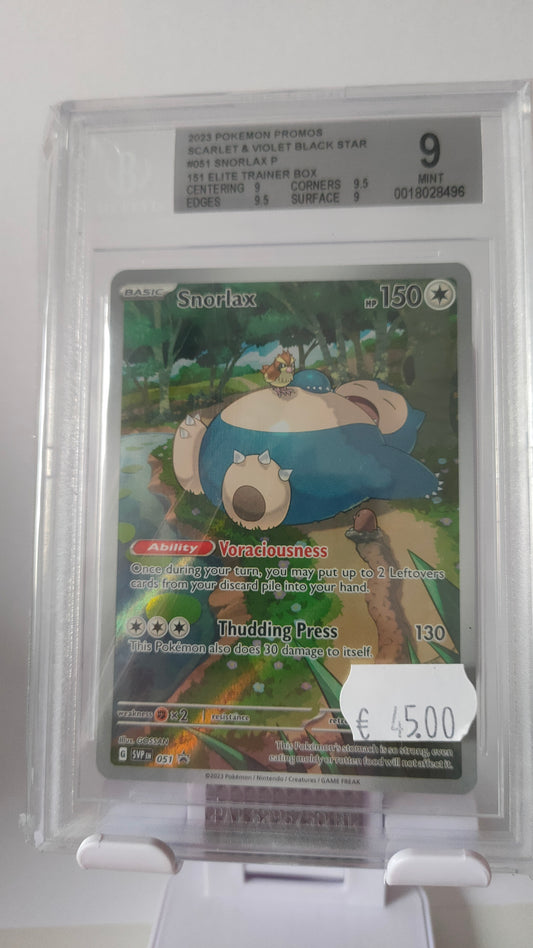 2023 POKEMON PROMOS
SCARLET & VIOLET BLACK STAR
#051 SNORLAX P
151 ELITE TRAINER BOX
CENTERING 9 CORNERS 9.5
EDGES 9.5 SURFACE 9
9
MINT
0018028496
BASIC Snorlax HP 150
Ability Voraciousness
Once during your turn, you may put up to 2 Leftovers
cards from your discard pile into your hand.
Thudding Press 130
This Pokémon also does 30 damage to itself.
weakness ×2 resistance
€ 45.00
Illus. GOSSAN
G SVP EN 051
This Pokémon's stomach is so strong, even
eating moldy or rotten food will not affect it.
©2023 Pokémon / Nintendo / Creatures / GAME FREAK